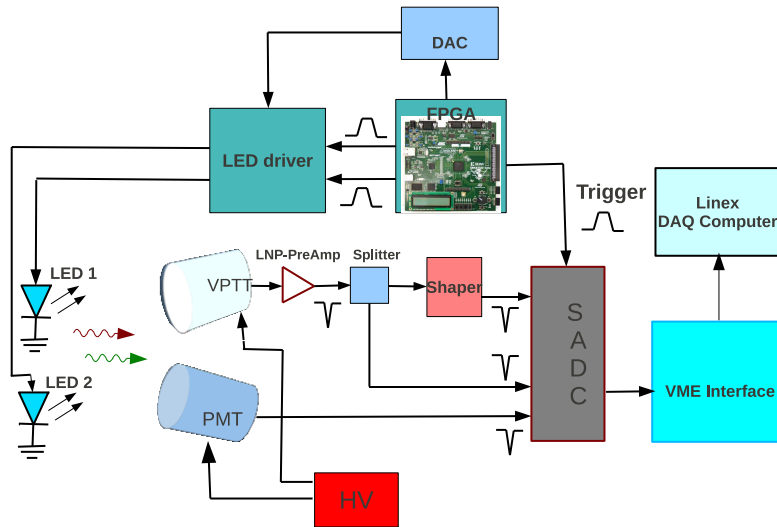 DAC
FPGA
LED driver
Trigger
Linex
DAQ Computer
LED 1
VPTT
LNP-PreAmp
Splitter
Shaper
S
A
D
C
LED 2
PMT
VME Interface
HV